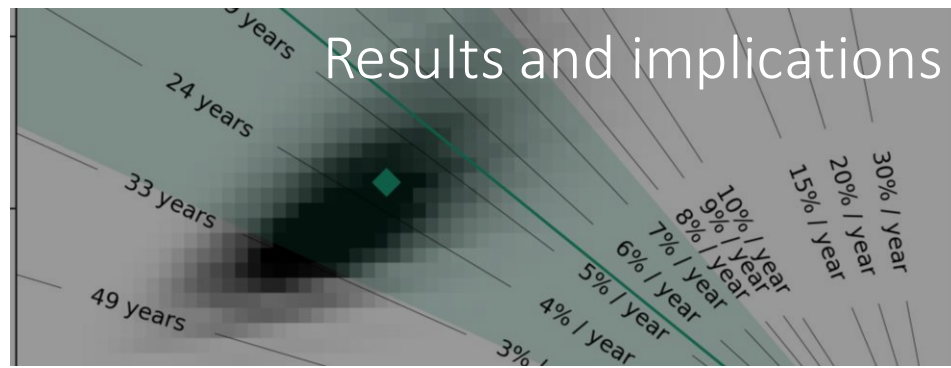 Results and implications
years
24 years
33 years
49 years
3% /
4% / year
5% / year
6% / year
7% / year
8% / year
9% / year
10% / year
15% / year
20% / year
30% / year